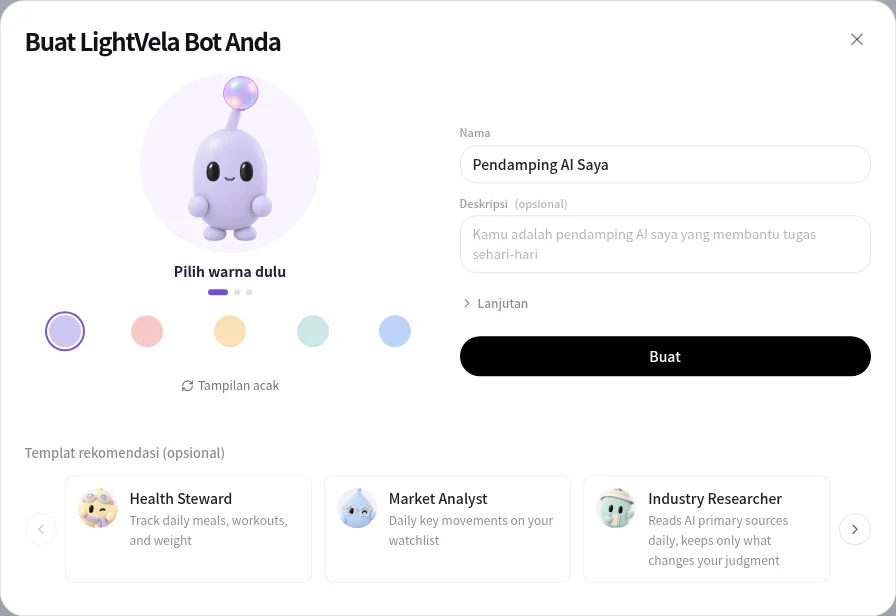 Buat LightVela Bot Anda
Pilih warna dulu
Tampilan acak
Nama
Pendamping AI Saya
Deskripsi (opsional)
Kamu adalah pendamping AI saya yang membantu tugas
sehari-hari
Lanjutan
Buat
Templat rekomendasi (opsional)
Health Steward
Track daily meals, workouts,
and weight
Market Analyst
Daily key movements on your
watchlist
Industry Researcher
Reads AI primary sources
daily, keeps only what
changes your judgment